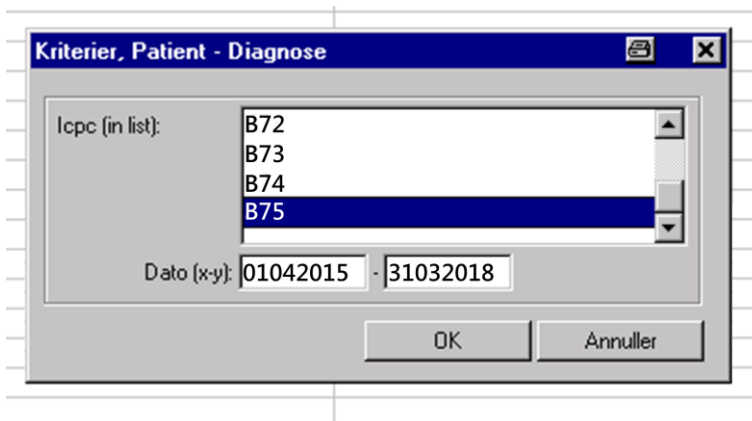 Kriterier, Patient - Diagnose
Icpc (in list):
B72
B73
B74
B75
Dato (x-y): 01042015 - 31032018
OK Annuller